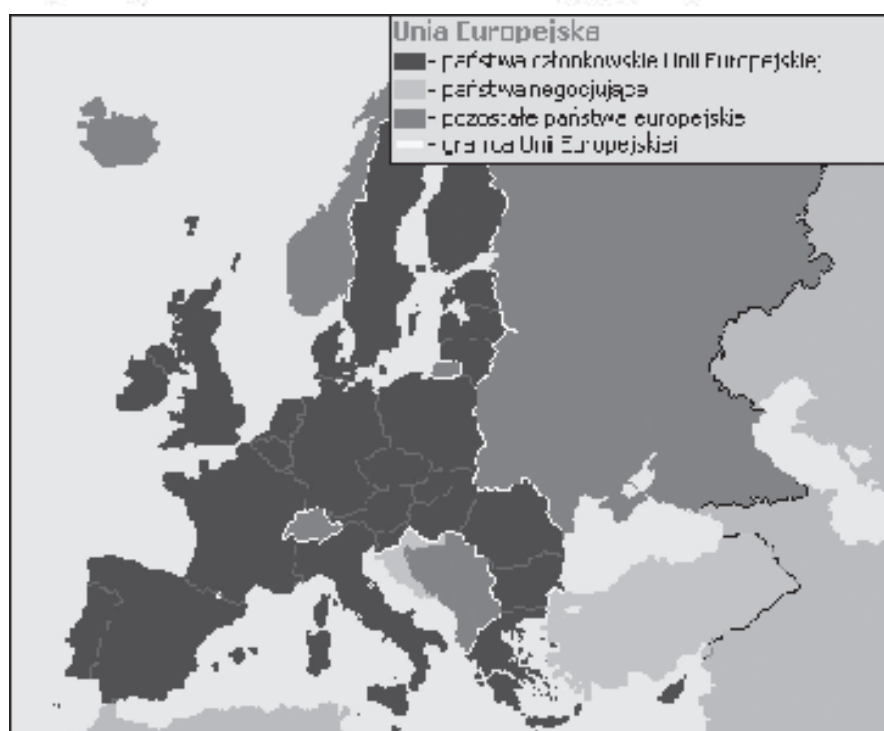 Unia Europejska
- państwa członkowskie Unii Europejskiej
- państwa negocjujące
- pozostałe państwa europejskie
- granica Unii Europejskiej